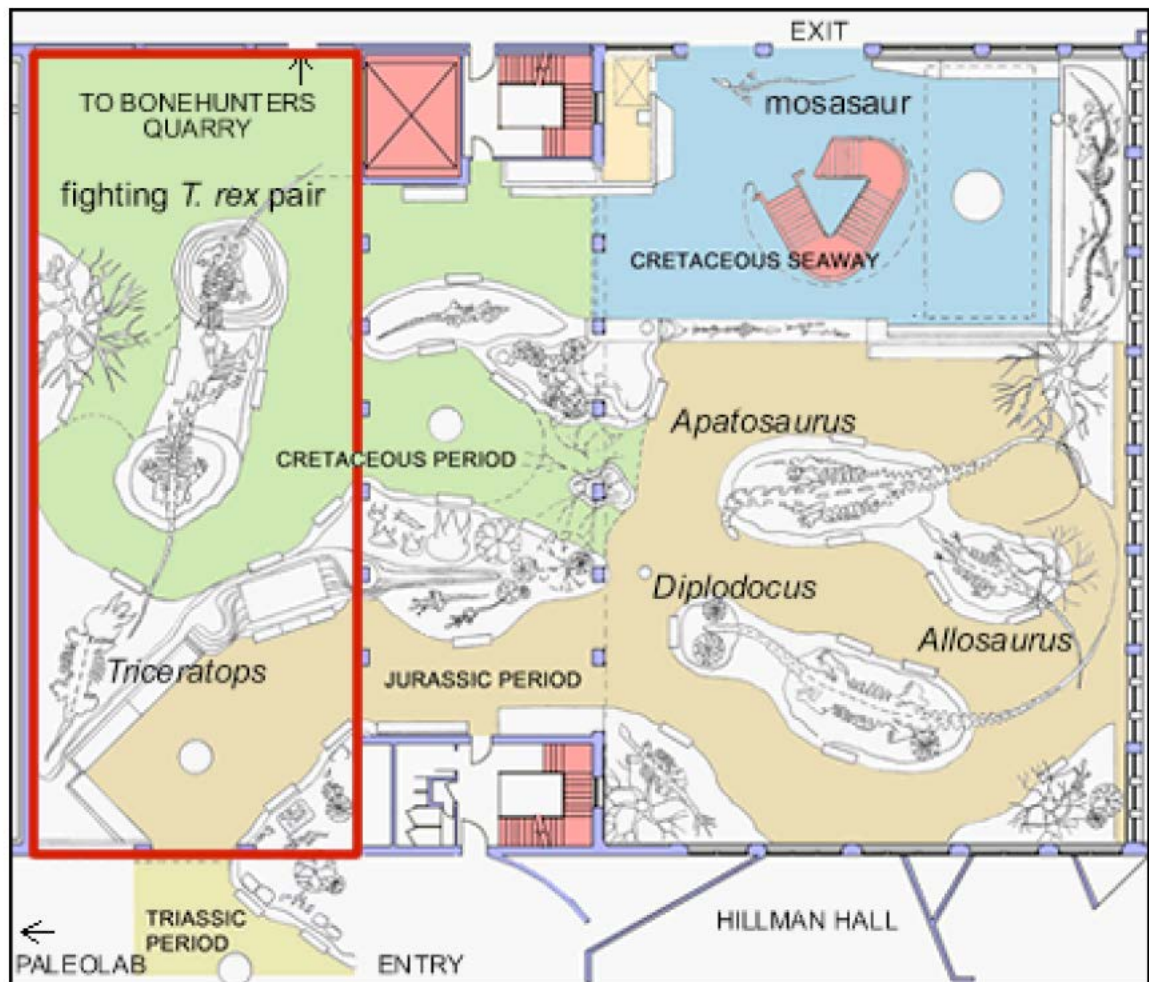 EXIT
TO BONEHUNTERS
QUARRY
mosasaur
fighting T. rex pair
CRETACEOUS SEAWAY
Apatosaurus
CRETACEOUS PERIOD
Diplodocus
Allosaurus
Triceratops
JURASSIC PERIOD
TRIASSIC
PERIOD
HILLMAN HALL
PALEOLAB
ENTRY